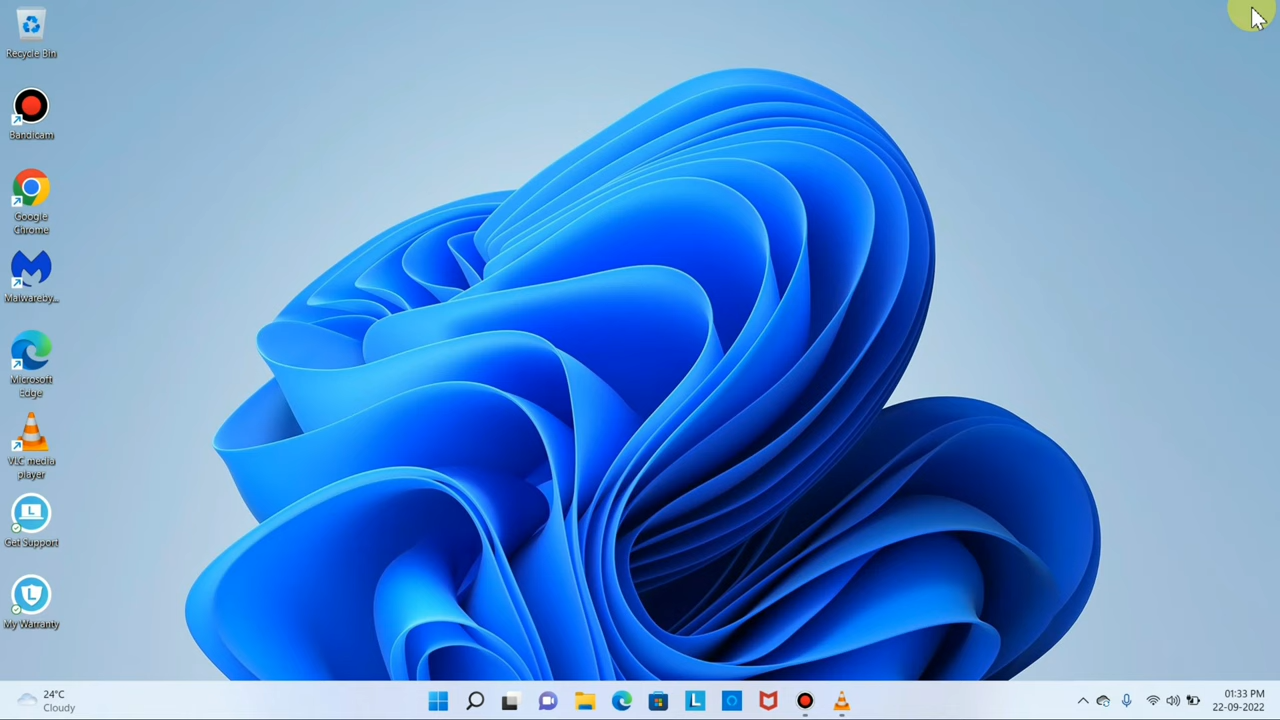 Recycle Bin
Bandicam
Google
Chrome
Malwareby...
Microsoft
Edge
VLC media
player
Get Support
My Warranty
24°C
Cloudy
01:33 PM
22-09-2022